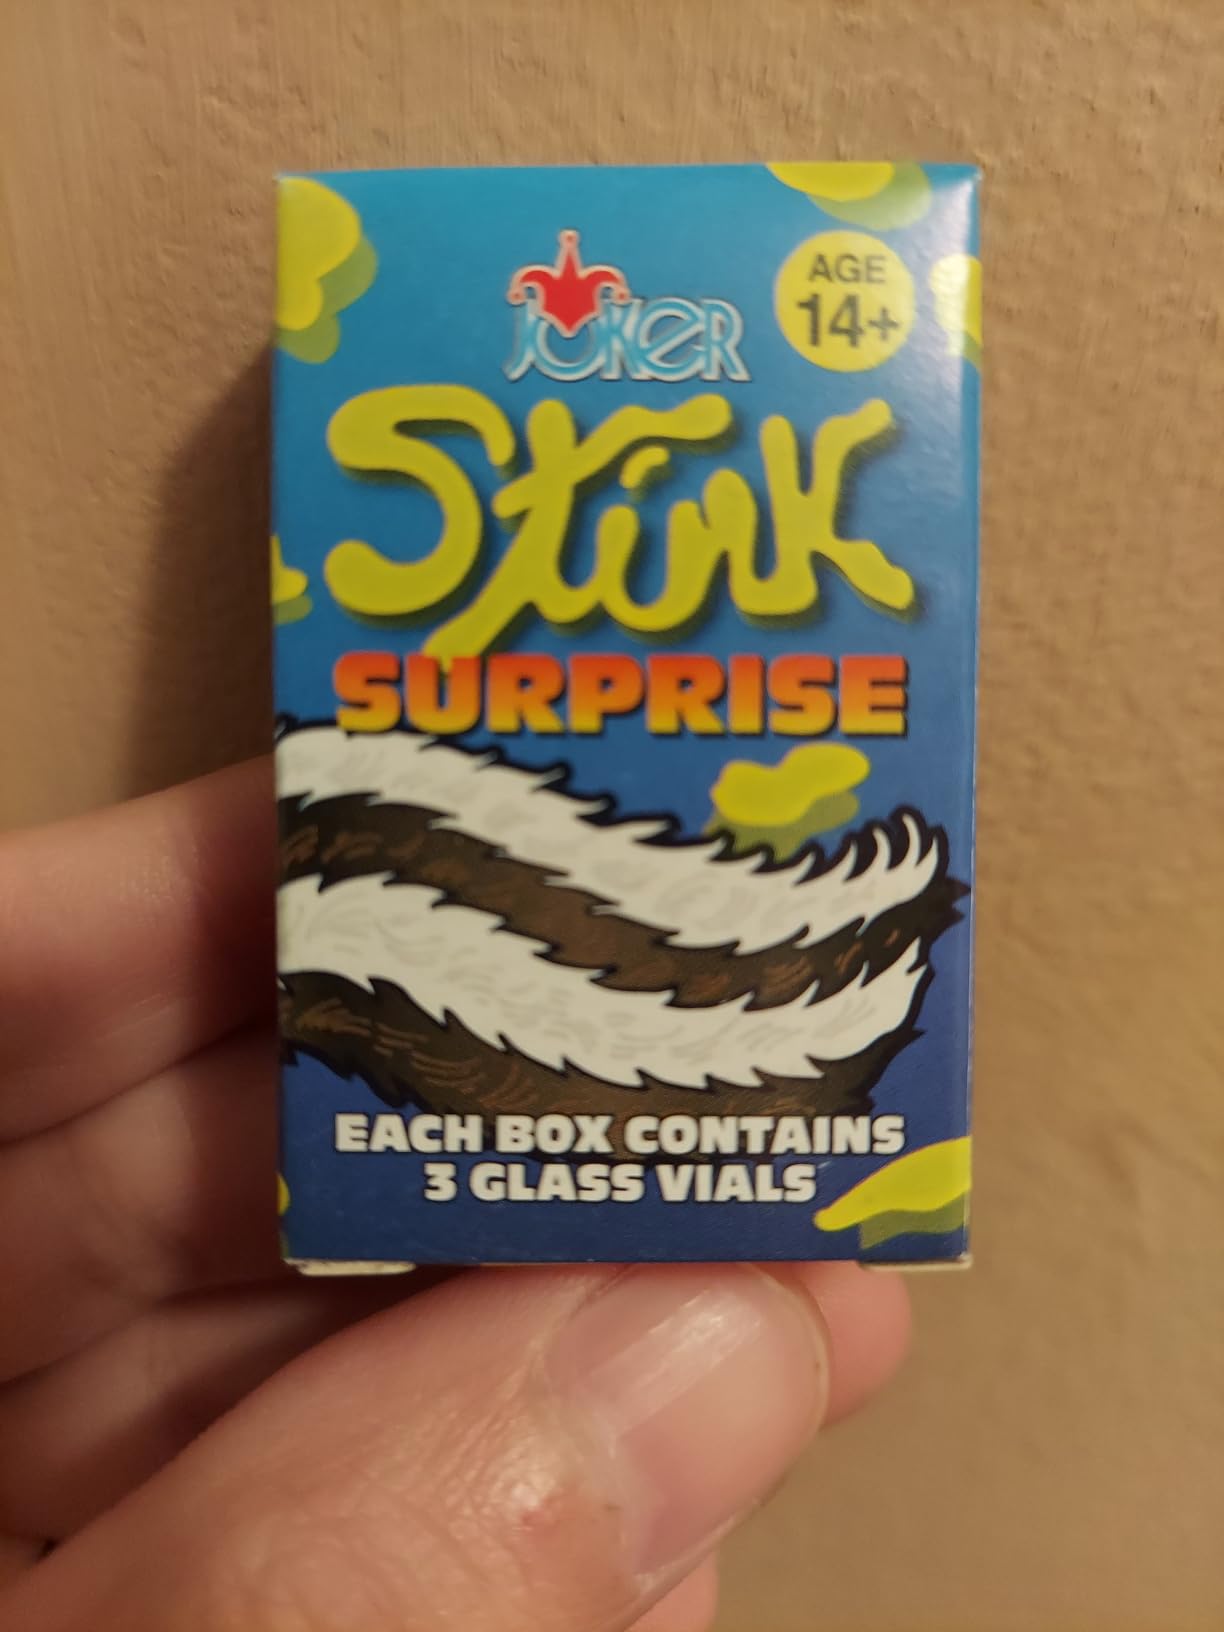 JOKER
AGE
14+
Stink
SURPRISE
EACH BOX CONTAINS
3 GLASS VIALS